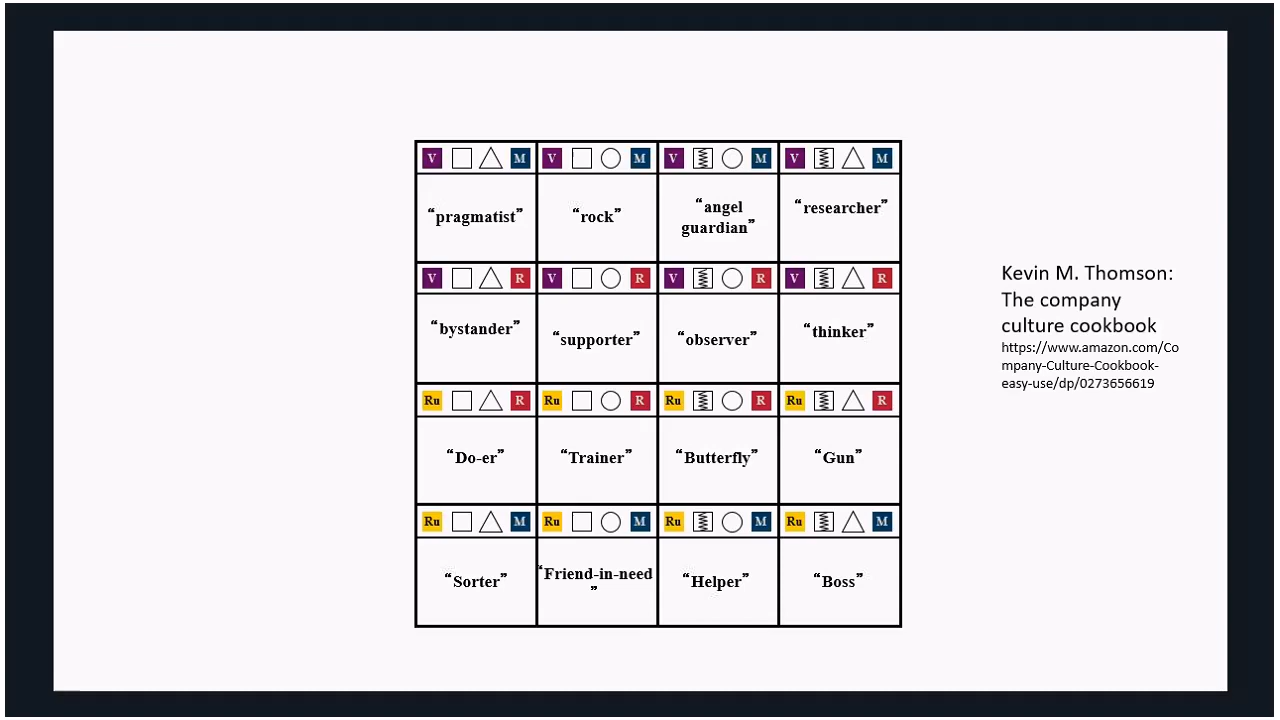 V M V M V M V M
“pragmatist” “rock” “angel guardian” “researcher”
V R V R V R V R
“bystander” “supporter” “observer” “thinker”
Ru R Ru R Ru R Ru R
“Do-er” “Trainer” “Butterfly” “Gun”
Ru M Ru M Ru M Ru M
“Sorter” “Friend-in-need” “Helper” “Boss”
Kevin M. Thomson:
The company
culture cookbook
https://www.amazon.com/Co
mpany-Culture-Cookbook-
easy-use/dp/0273656619